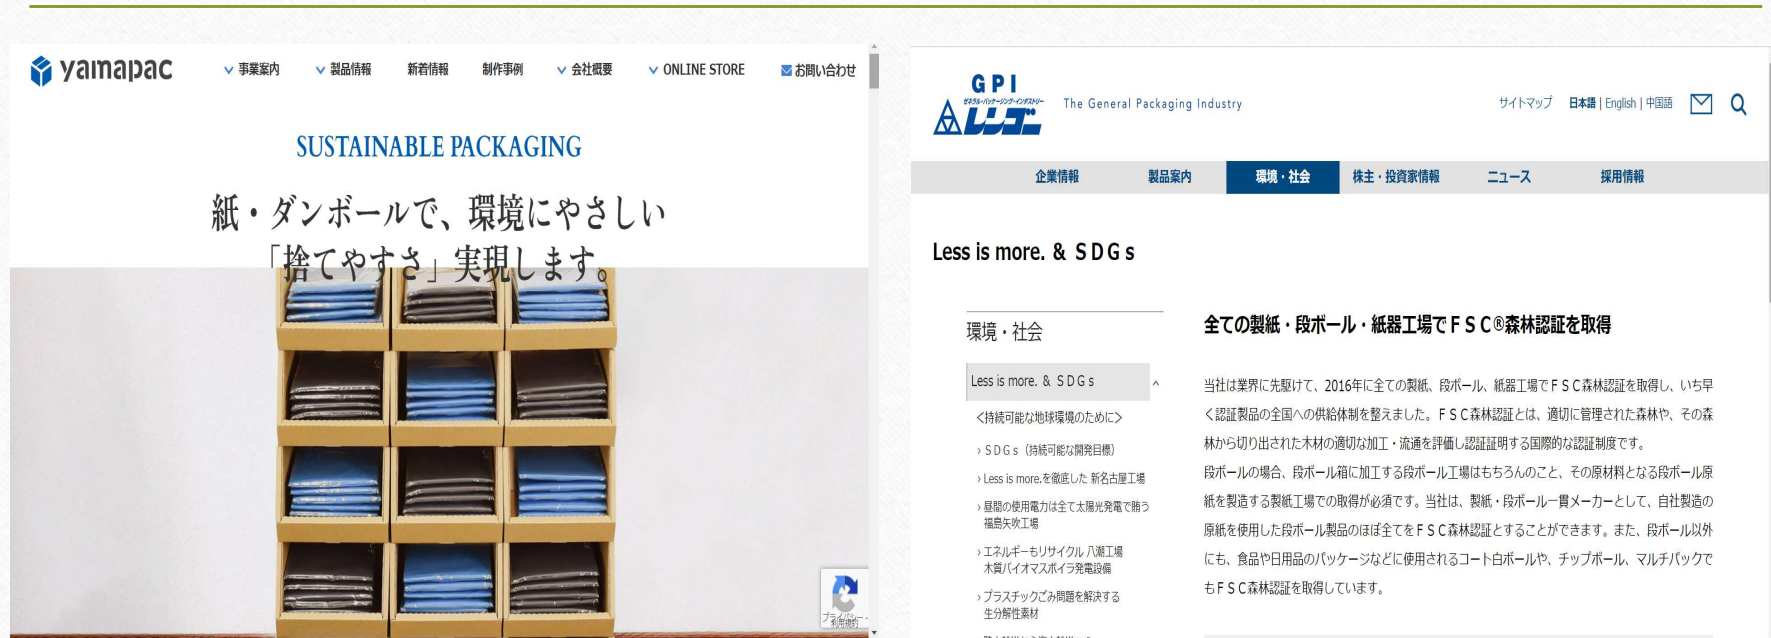 yamapac
事業案内
製品情報
新着情報
制作事例
会社概要
ONLINE STORE
お問い合わせ
SUSTAINABLE PACKAGING
紙・ダンボールで、環境にやさしい
「捨てやすさ」実現します。
プライバシー -
利用規約
GPI
ゼネラル・パッケージング・インダストリー
レンゴー
The General Packaging Industry
サイトマップ
日本語 | English | 中国語
企業情報
製品案内
環境・社会
株主・投資家情報
ニュース
採用情報
Less is more. & SDGs
環境・社会
Less is more. & SDGs
<持続可能な地球環境のために>
› SDGs(持続可能な開発目標)
› Less is more.を徹底した 新名古屋工場
› 昼間の使用電力は全て太陽光発電で賄う
福島矢吹工場
› エネルギーもリサイクル 八潮工場
木質バイオマスボイラ発電設備
› プラスチックごみ問題を解決する
生分解性素材
全ての製紙・段ボール・紙器工場でFSC®森林認証を取得
当社は業界に先駆けて、2016年に全ての製紙、段ボール、紙器工場でFSC森林認証を取得し、いち早
く認証製品の全国への供給体制を整えました。FSC森林認証とは、適切に管理された森林や、その森
林から切り出された木材の適切な加工・流通を評価し認証証明する国際的な認証制度です。
段ボールの場合、段ボール箱に加工する段ボール工場はもちろんのこと、その原材料となる段ボール原
紙を製造する製紙工場での取得が必須です。当社は、製紙・段ボール一貫メーカーとして、自社製造の
原紙を使用した段ボール製品のほぼ全てをFSC森林認証とすることができます。また、段ボール以外
にも、食品や日用品のパッケージなどに使用されるコート白ボールや、チップボール、マルチパックで
もFSC森林認証を取得しています。